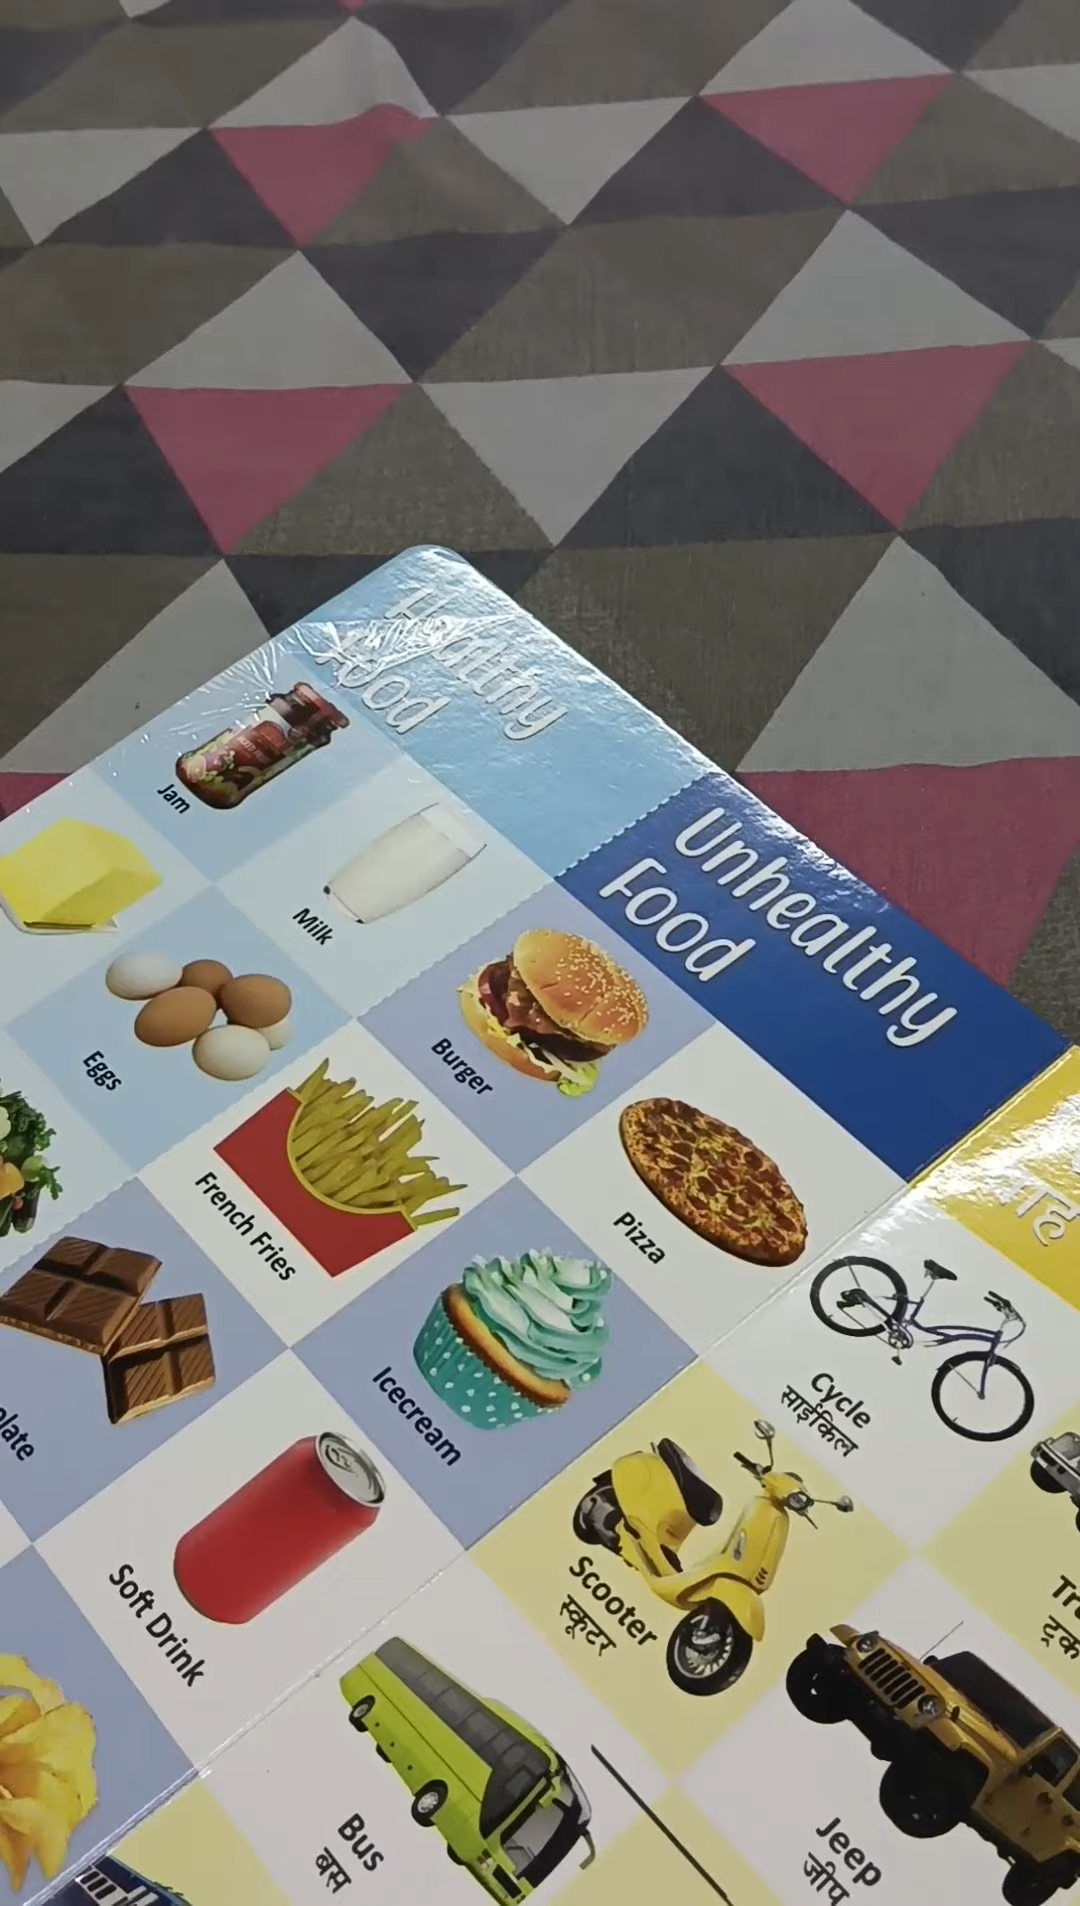 Healthy
Food
Jam
Milk
Eggs
Unhealthy
Food
Burger
Pizza
French Fries
Icecream
Soft Drink
Cycle
साईकिल
Scooter
स्कूटर
Bus
बस
Jeep
जीप